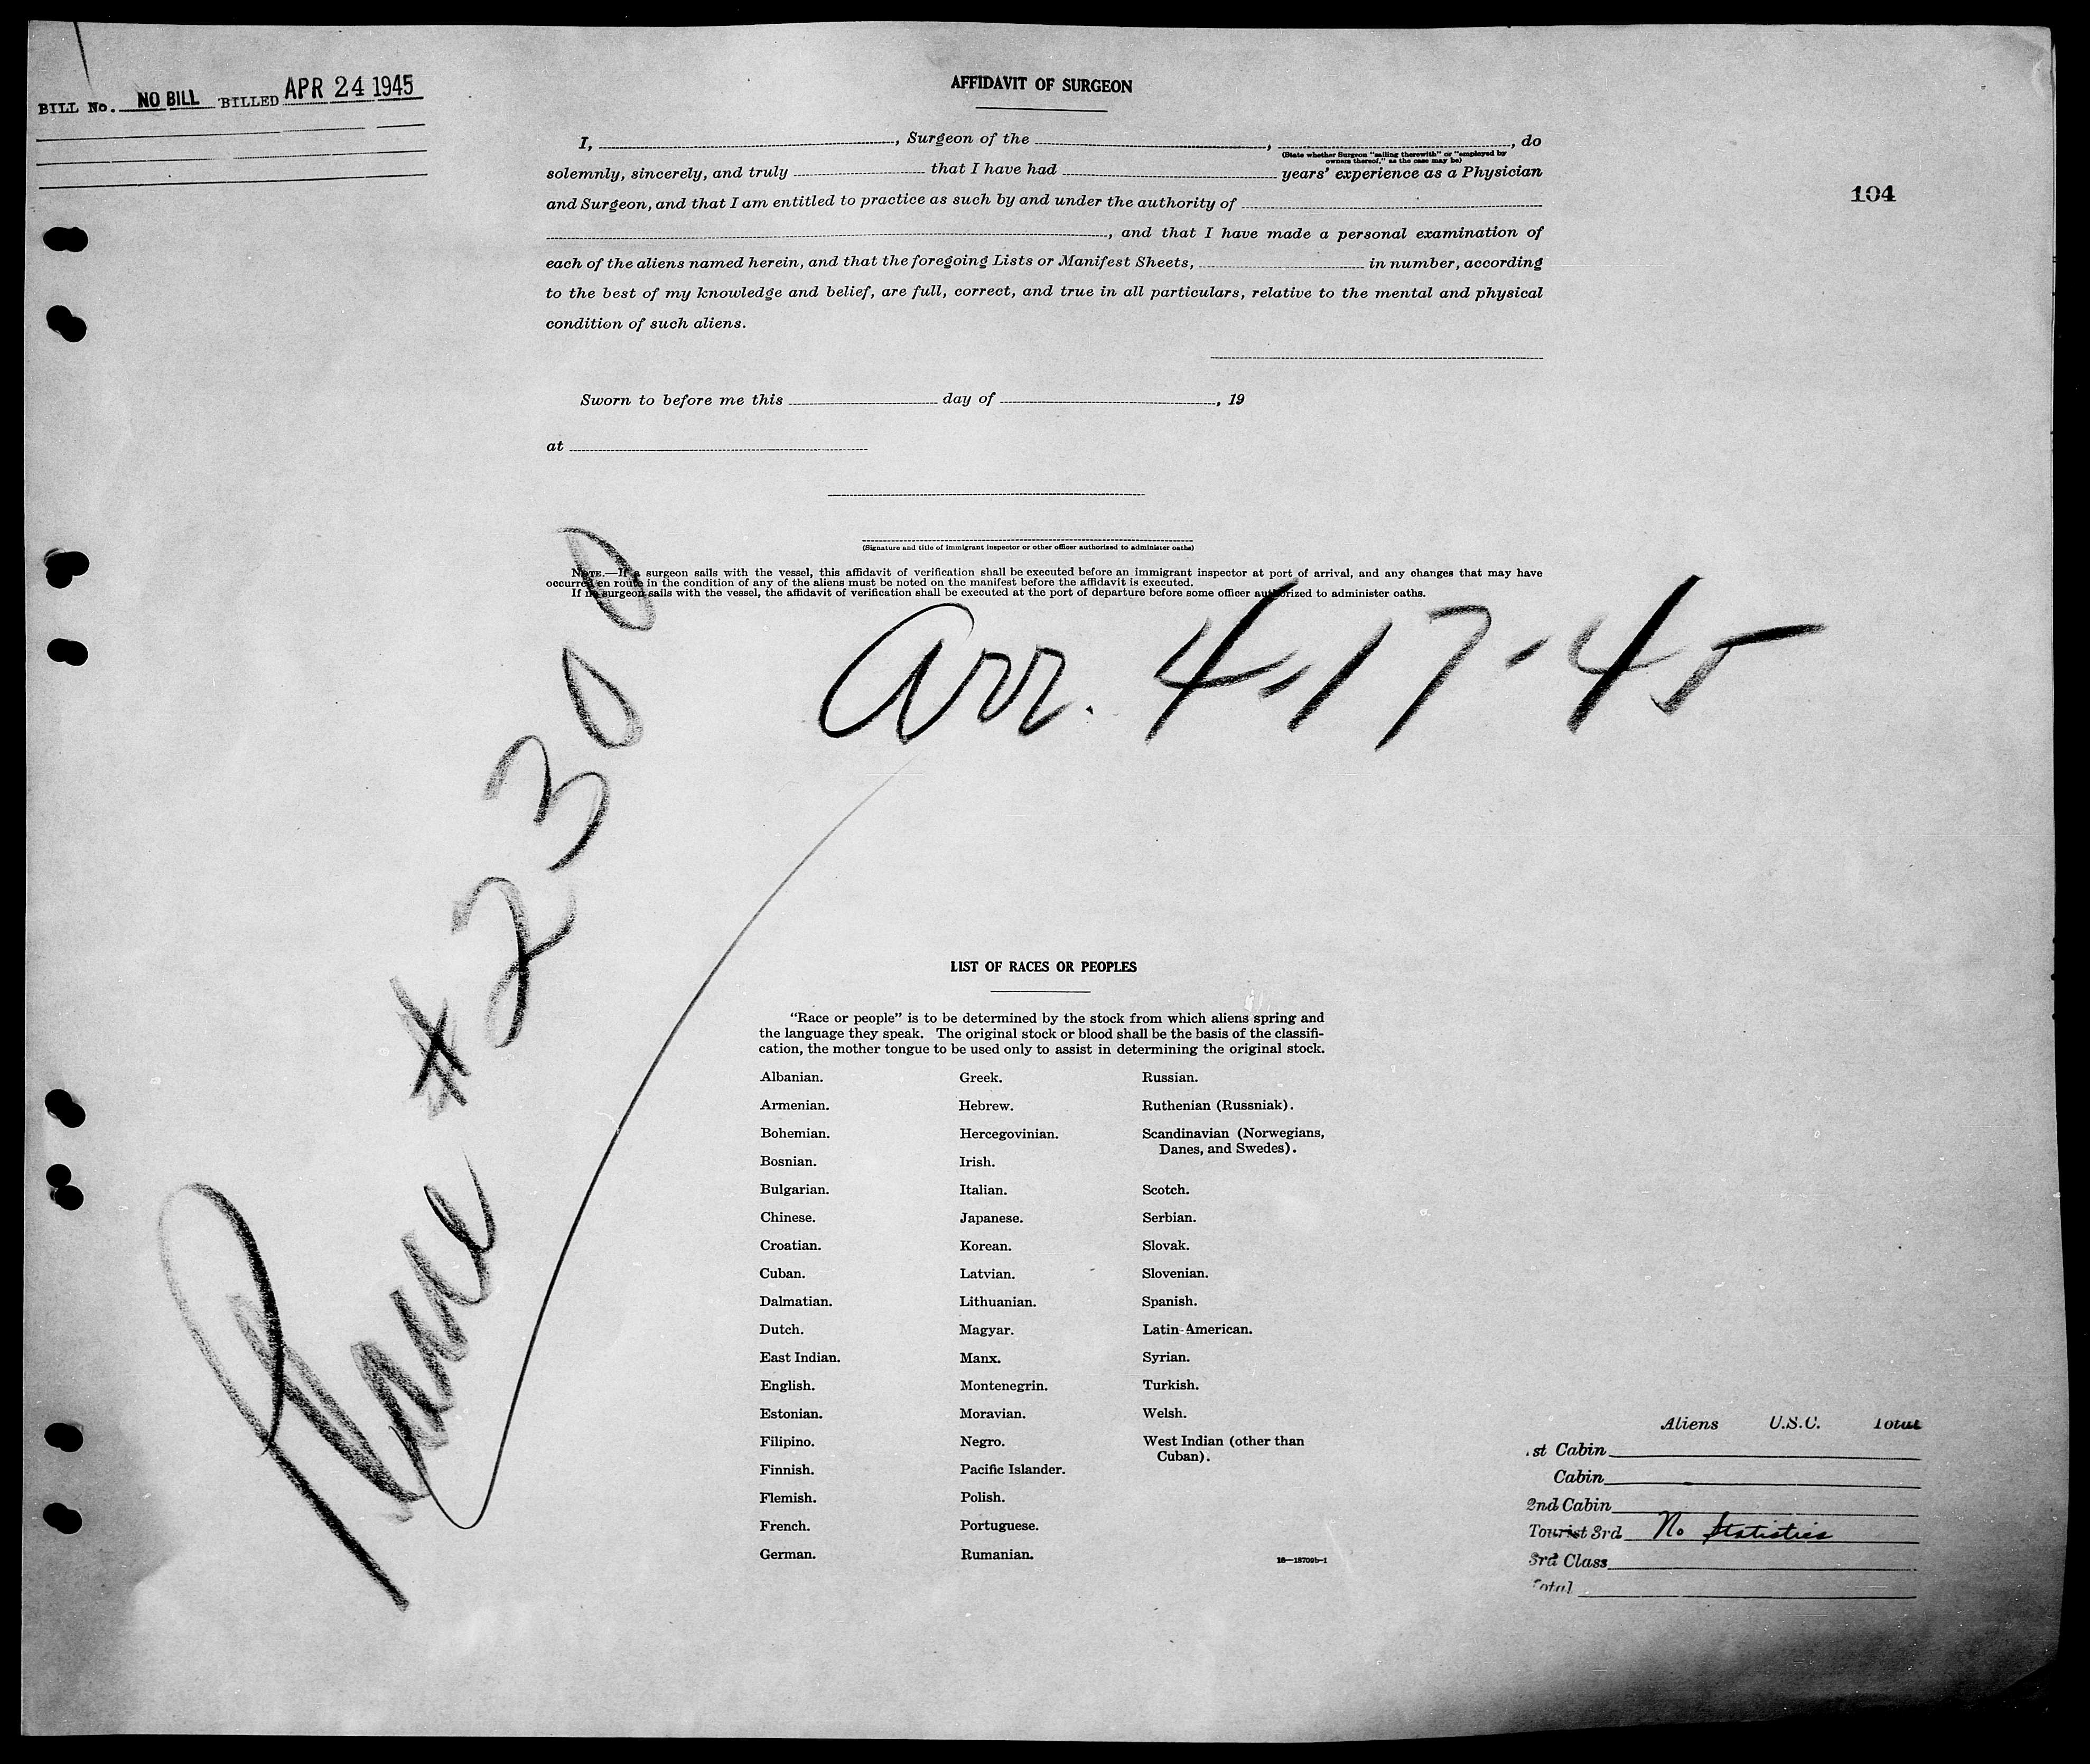 BILL No. NO BILL BILLED APR 24 1945
AFFIDAVIT OF SURGEON
I, , Surgeon of the , , do
(State whether Surgeon "sailing therewith" or "employed by
owners thereof," as the case may be)
solemnly, sincerely, and truly that I have had years' experience as a Physician
104
and Surgeon, and that I am entitled to practice as such by and under the authority of
, and that I have made a personal examination of
each of the aliens named herein, and that the foregoing Lists or Manifest Sheets, in number, according
to the best of my knowledge and belief, are full, correct, and true in all particulars, relative to the mental and physical
condition of such aliens.
Sworn to before me this day of , 19
at
(Signature and title of immigrant inspector or other officer authorized to administer oaths)
NOTE.—If a surgeon sails with the vessel, this affidavit of verification shall be executed before an immigrant inspector at port of arrival, and any changes that may have
occurred en route in the condition of any of the aliens must be noted on the manifest before the affidavit is executed.
If no surgeon sails with the vessel, the affidavit of verification shall be executed at the port of departure before some officer authorized to administer oaths.
Arr. 4-17-45
Plane #2300
LIST OF RACES OR PEOPLES
"Race or people" is to be determined by the stock from which aliens spring and
the language they speak. The original stock or blood shall be the basis of the classifi-
cation, the mother tongue to be used only to assist in determining the original stock.
Albanian.
Armenian.
Bohemian.
Bosnian.
Bulgarian.
Chinese.
Croatian.
Cuban.
Dalmatian.
Dutch.
East Indian.
English.
Estonian.
Filipino.
Finnish.
Flemish.
French.
German.
Greek.
Hebrew.
Hercegovinian.
Irish.
Italian.
Japanese.
Korean.
Latvian.
Lithuanian.
Magyar.
Manx.
Montenegrin.
Moravian.
Negro.
Pacific Islander.
Polish.
Portuguese.
Rumanian.
Russian.
Ruthenian (Russniak).
Scandinavian (Norwegians,
Danes, and Swedes).
Scotch.
Serbian.
Slovak.
Slovenian.
Spanish.
Latin-American.
Syrian.
Turkish.
Welsh.
West Indian (other than
Cuban).
16—18709b-1
Aliens U.S.C. Total
1st Cabin
Cabin
2nd Cabin
Tourist 3rd No Statistics
3rd Class
Total